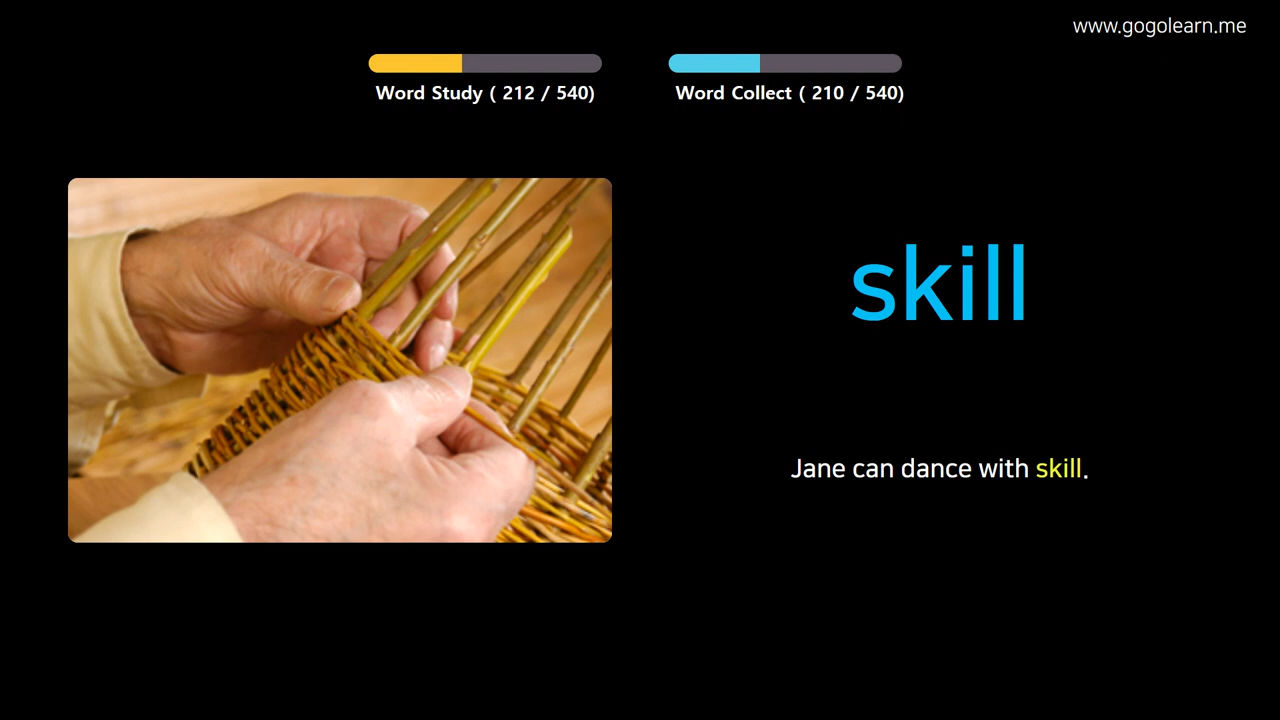 www.gogolearn.me
Word Study ( 212 / 540)
Word Collect ( 210 / 540)
skill
Jane can dance with skill.